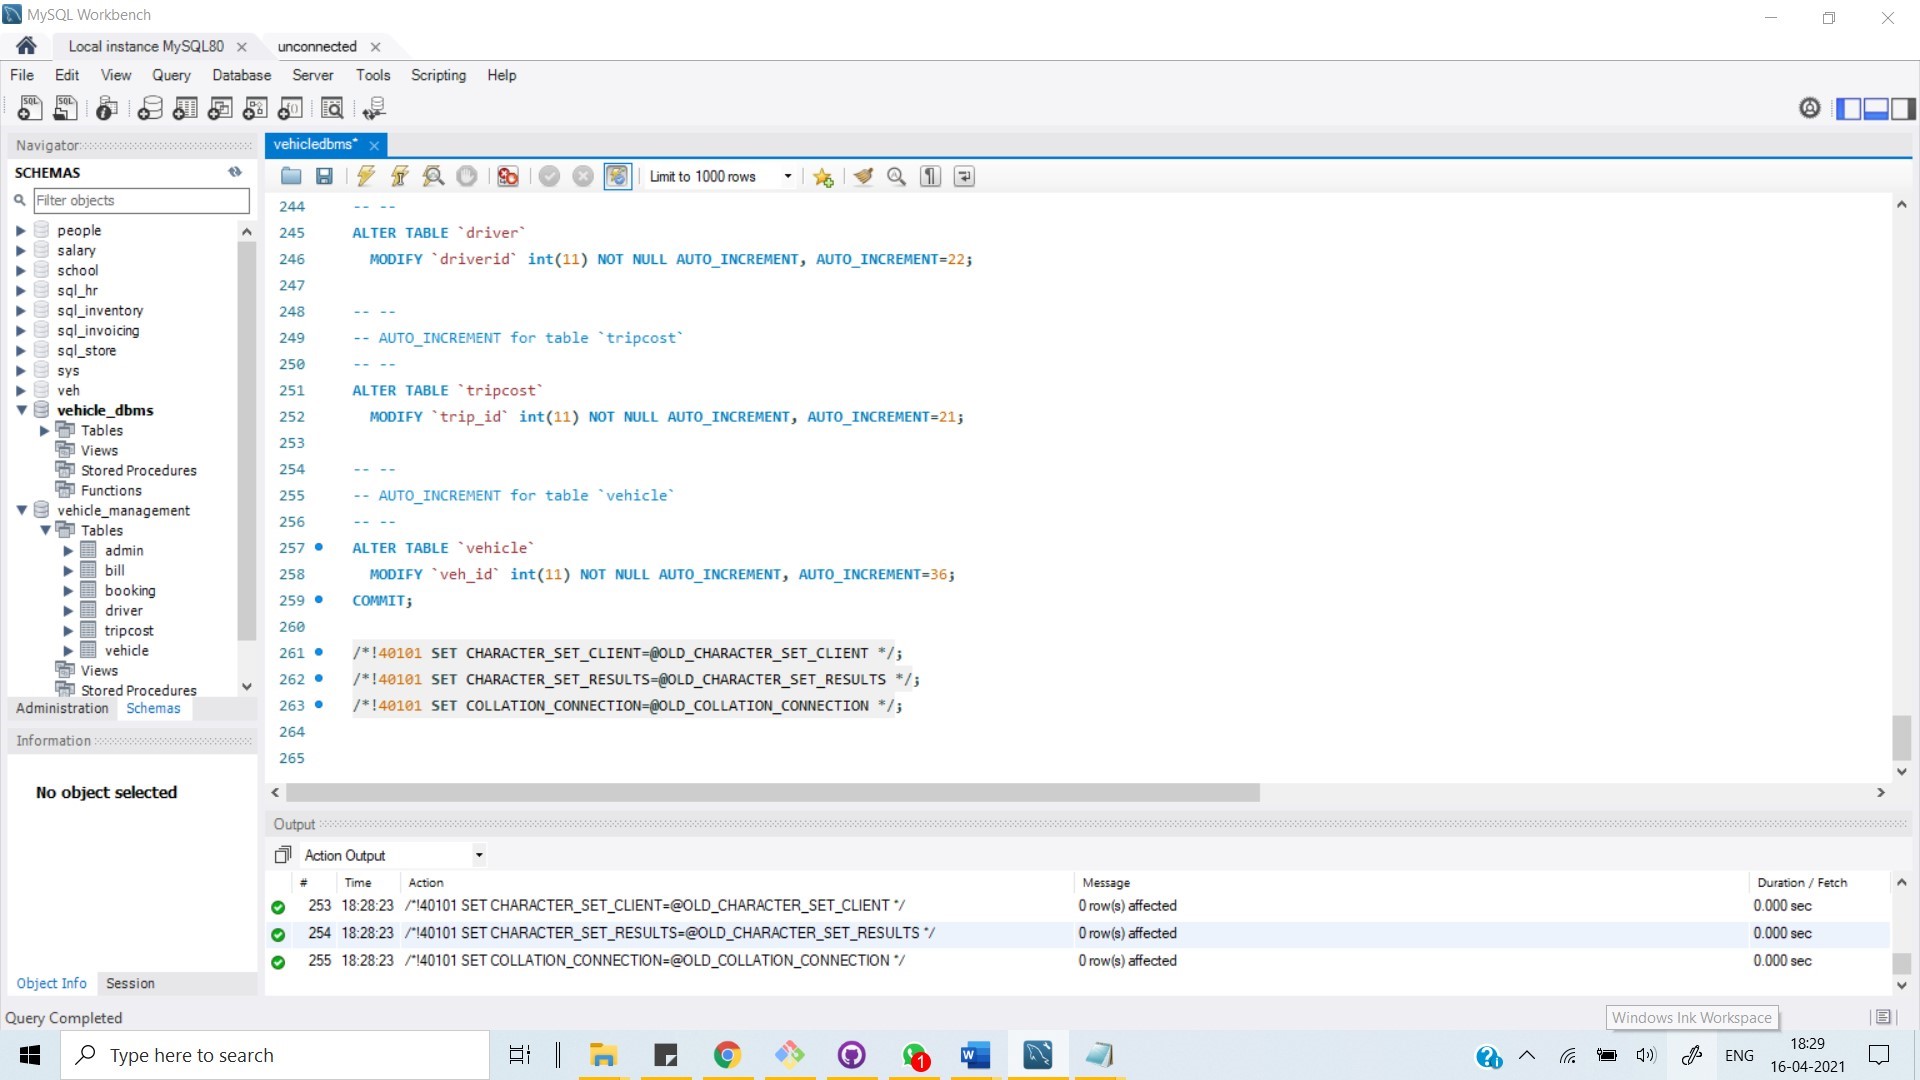 MySQL Workbench
Local instance MySQL80
unconnected
File Edit View Query Database Server Tools Scripting Help
Navigator
vehicledbms*
SCHEMAS
Filter objects
Limit to 1000 rows
people
salary
school
sql_hr
sql_inventory
sql_invoicing
sql_store
sys
veh
vehicle_dbms
Tables
Views
Stored Procedures
Functions
vehicle_management
Tables
admin
bill
booking
driver
tripcost
vehicle
Views
Stored Procedures
Administration Schemas
Information
No object selected
Object Info Session
244 -- --
245 ALTER TABLE `driver`
246 MODIFY `driverid` int(11) NOT NULL AUTO_INCREMENT, AUTO_INCREMENT=22;
247
248 -- --
249 -- AUTO_INCREMENT for table `tripcost`
250 -- --
251 ALTER TABLE `tripcost`
252 MODIFY `trip_id` int(11) NOT NULL AUTO_INCREMENT, AUTO_INCREMENT=21;
253
254 -- --
255 -- AUTO_INCREMENT for table `vehicle`
256 -- --
257 ALTER TABLE `vehicle`
258 MODIFY `veh_id` int(11) NOT NULL AUTO_INCREMENT, AUTO_INCREMENT=36;
259 COMMIT;
260
261 /*!40101 SET CHARACTER_SET_CLIENT=@OLD_CHARACTER_SET_CLIENT */;
262 /*!40101 SET CHARACTER_SET_RESULTS=@OLD_CHARACTER_SET_RESULTS */;
263 /*!40101 SET COLLATION_CONNECTION=@OLD_COLLATION_CONNECTION */;
264
265
Output
Action Output
# Time Action Message Duration / Fetch
253 18:28:23 /*!40101 SET CHARACTER_SET_CLIENT=@OLD_CHARACTER_SET_CLIENT */ 0 row(s) affected 0.000 sec
254 18:28:23 /*!40101 SET CHARACTER_SET_RESULTS=@OLD_CHARACTER_SET_RESULTS */ 0 row(s) affected 0.000 sec
255 18:28:23 /*!40101 SET COLLATION_CONNECTION=@OLD_COLLATION_CONNECTION */ 0 row(s) affected 0.000 sec
Query Completed
Windows Ink Workspace
Type here to search
1
ENG
18:29
16-04-2021